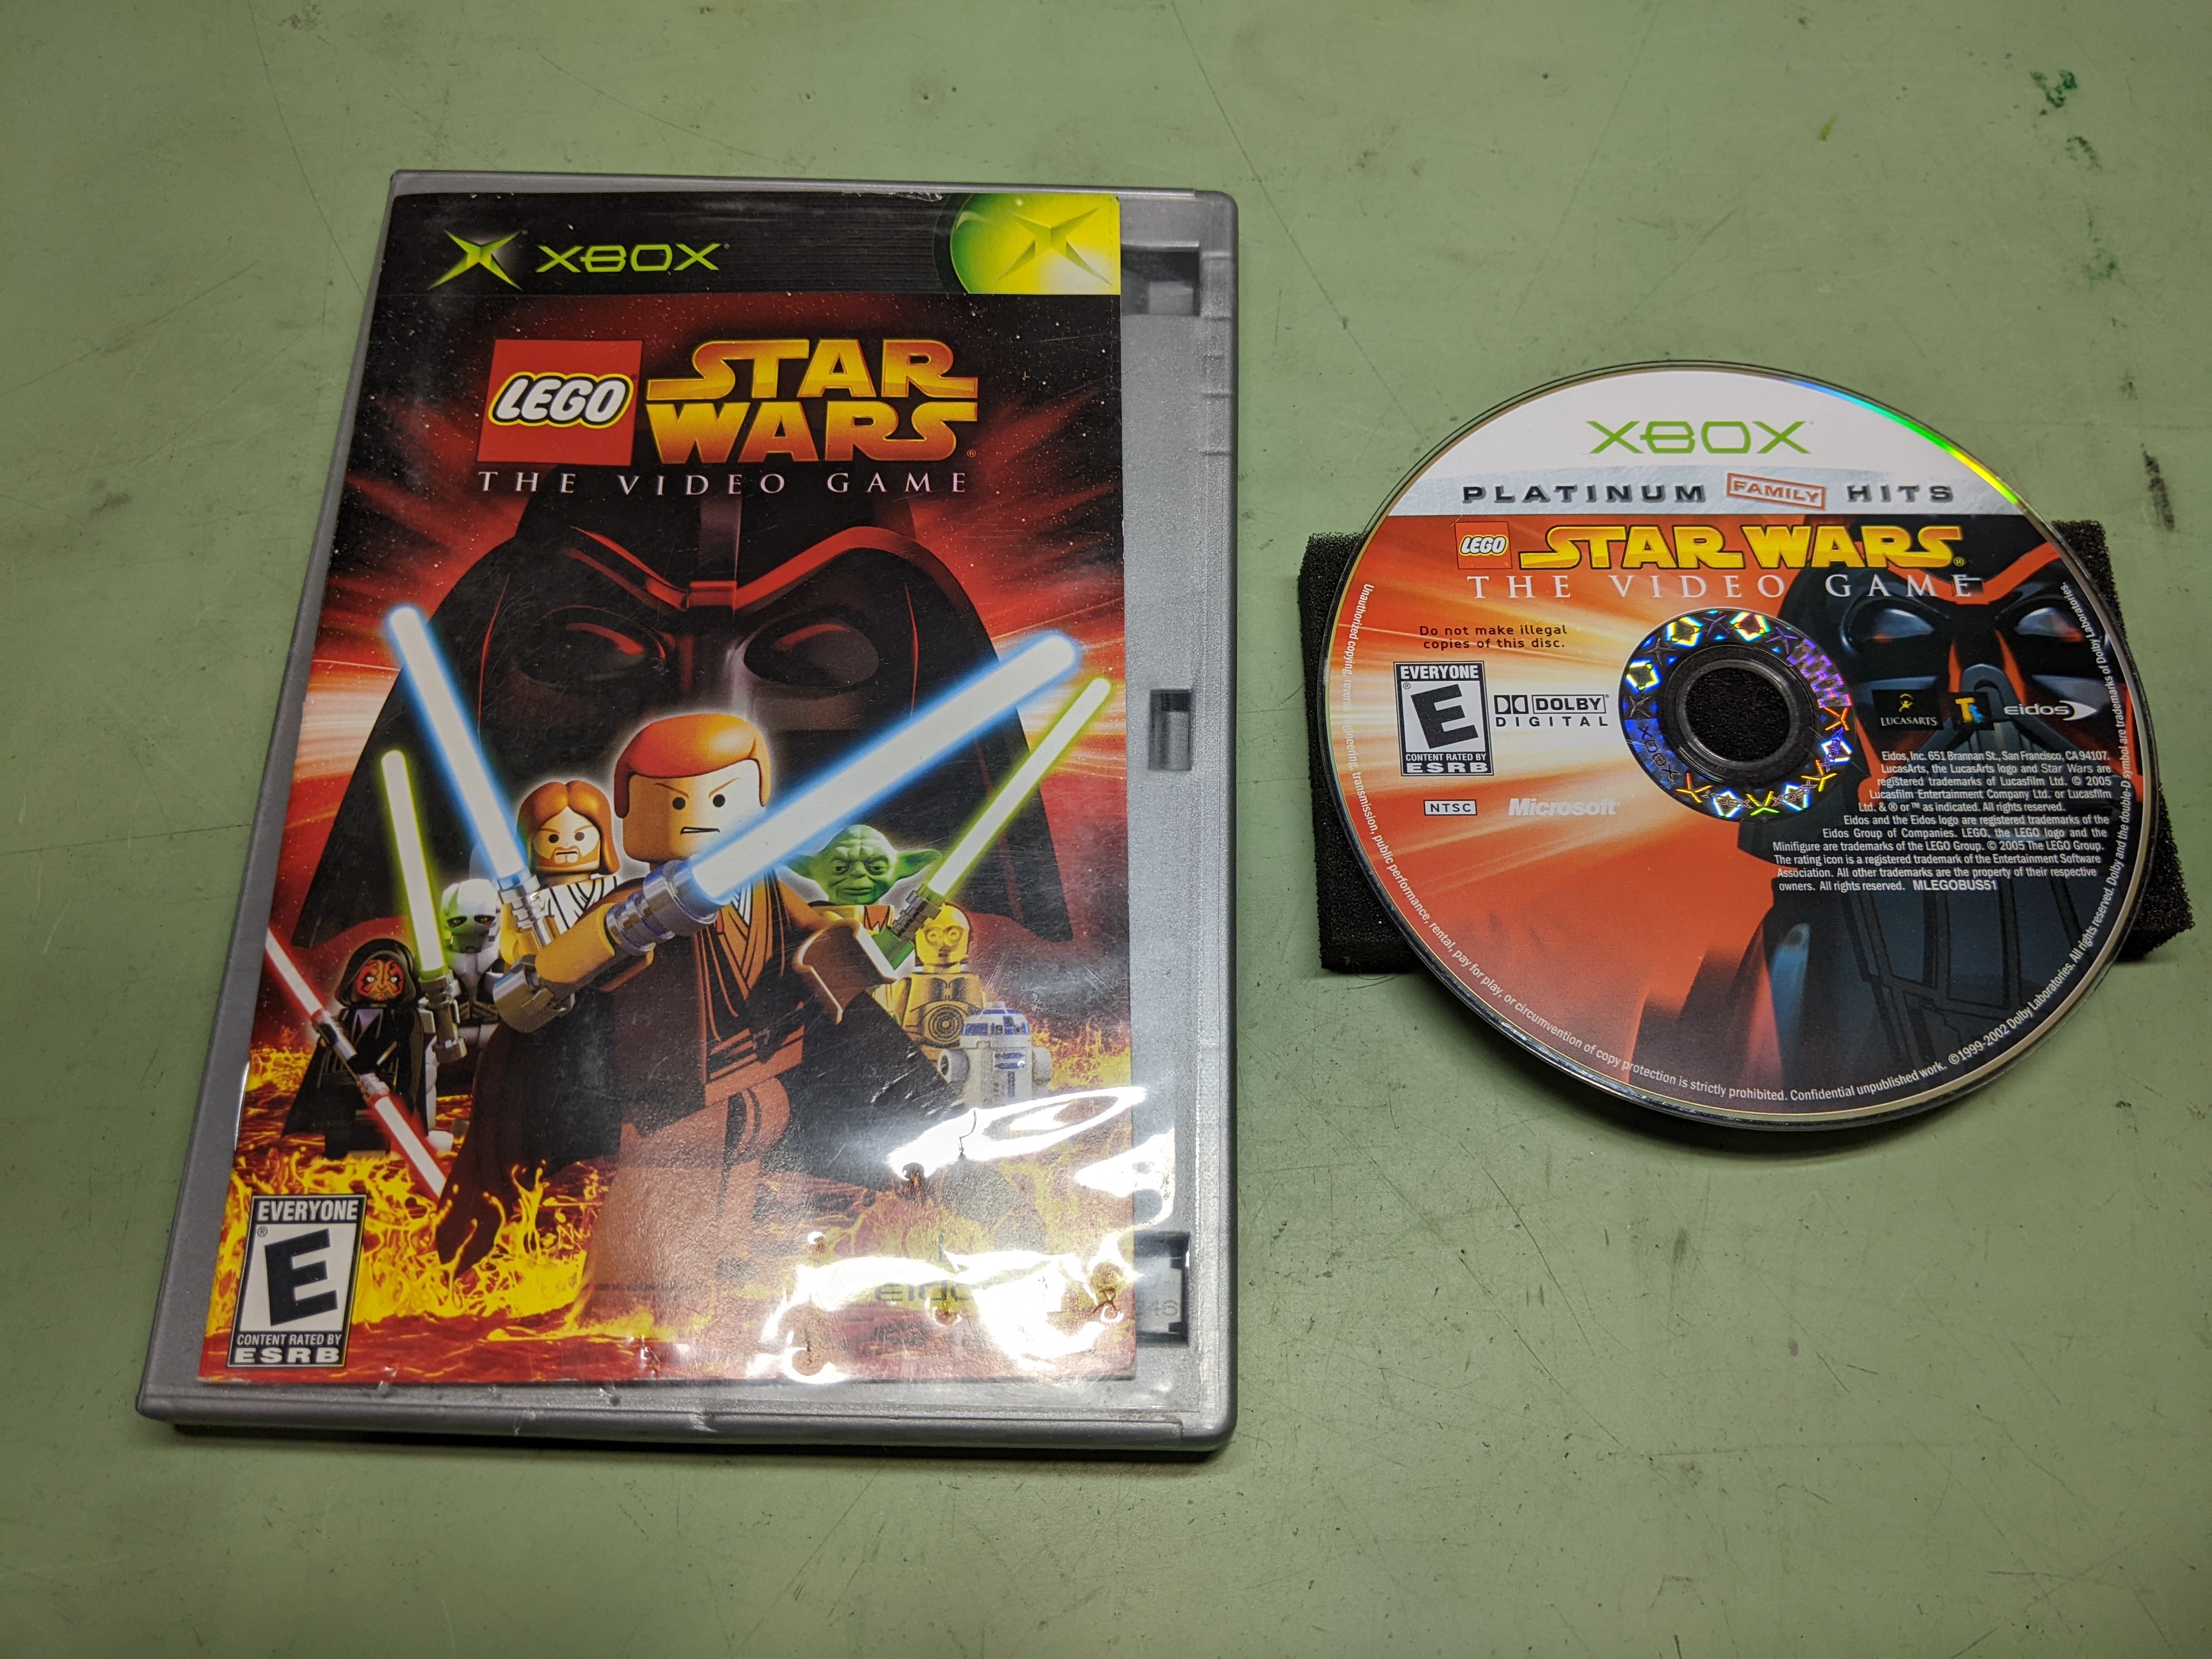 XBOX
LEGO
STAR
WARS
THE VIDEO GAME
EVERYONE
E
CONTENT RATED BY
ESRB
XBOX
PLATINUM FAMILY HITS
LEGO STAR WARS
THE VIDEO GAME
Do not make illegal
copies of this disc.
EVERYONE
E
CONTENT RATED BY
ESRB
DOLBY
DIGITAL
NTSC
Microsoft
LUCASARTS
eidos
Eidos, Inc. 651 Brannan St., San Francisco, CA 94107.
LucasArts, the LucasArts logo and Star Wars are
registered trademarks of Lucasfilm Ltd. © 2005
Lucasfilm Entertainment Company Ltd. or Lucasfilm
Ltd. & ® or ™ as indicated. All rights reserved.
Eidos and the Eidos logo are registered trademarks of the
Eidos Group of Companies. LEGO, the LEGO logo and the
Minifigure are trademarks of the LEGO Group. © 2005 The LEGO Group.
The rating icon is a registered trademark of the Entertainment Software
Association. All other trademarks are the property of their respective
owners. All rights reserved. MLEGOBUS51
Unauthorized copying, reverse engineering, transmission, public performance, rental, pay for play, or circumvention of copy protection is strictly prohibited. Confidential unpublished work. ©1999-2002 Dolby Laboratories. All rights reserved. Dolby and the double-D symbol are trademarks of Dolby Laboratories.